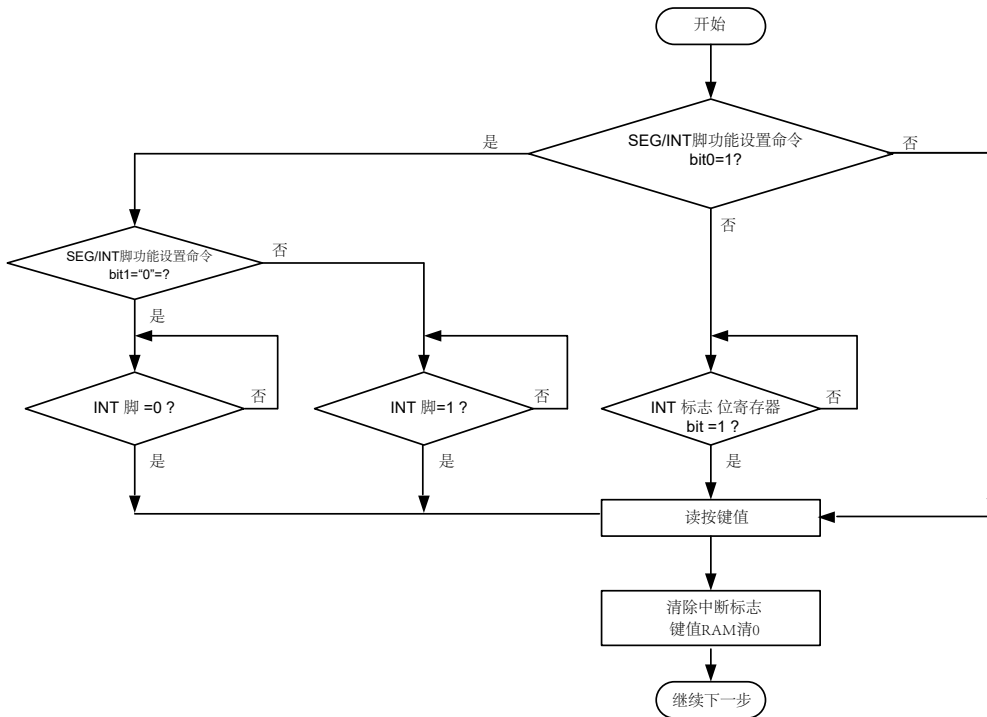 开始
SEG/INT脚功能设置命令
bit0=1?
是
否
否
SEG/INT脚功能设置命令
bit1=“0”=?
否
是
INT 脚 =0 ?
否
INT 脚=1 ?
否
INT 标志 位寄存器
bit =1 ?
否
是
是
是
读按键值
清除中断标志
键值RAM清0
继续下一步